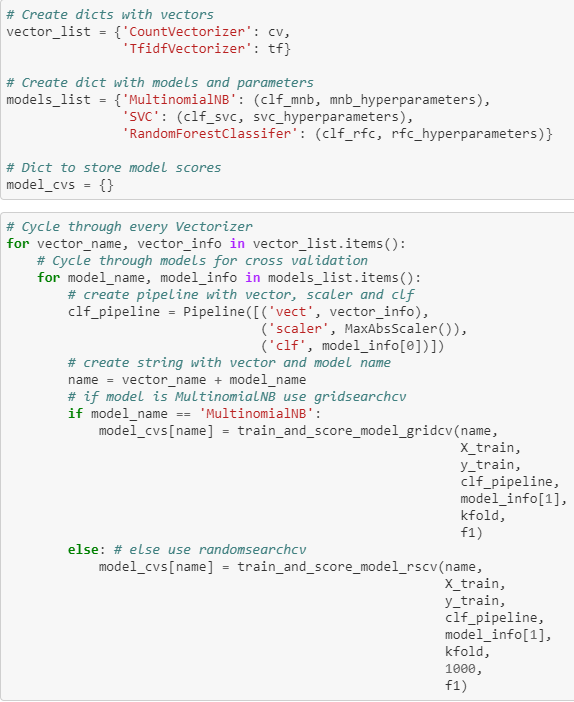 # Create dicts with vectors
vector_list = {'CountVectorizer': cv,
               'TfidfVectorizer': tf}

# Create dict with models and parameters
models_list = {'MultinomialNB': (clf_mnb, mnb_hyperparameters),
               'SVC': (clf_svc, svc_hyperparameters),
               'RandomForestClassifer': (clf_rfc, rfc_hyperparameters)}

# Dict to store model scores
model_cvs = {}

# Cycle through every Vectorizer
for vector_name, vector_info in vector_list.items():
    # Cycle through models for cross validation
    for model_name, model_info in models_list.items():
        # create pipeline with vector, scaler and clf
        clf_pipeline = Pipeline([('vect', vector_info),
                                 ('scaler', MaxAbsScaler()),
                                 ('clf', model_info[0])])
        # create string with vector and model name
        name = vector_name + model_name
        # if model is MultinomialNB use gridsearchcv
        if model_name == 'MultinomialNB':
            model_cvs[name] = train_and_score_model_gridcv(name,
                                                           X_train,
                                                           y_train,
                                                           clf_pipeline,
                                                           model_info[1],
                                                           kfold,
                                                           f1)
        else: # else use randomsearchcv
            model_cvs[name] = train_and_score_model_rscv(name,
                                                         X_train,
                                                         y_train,
                                                         clf_pipeline,
                                                         model_info[1],
                                                         kfold,
                                                         1000,
                                                         f1)